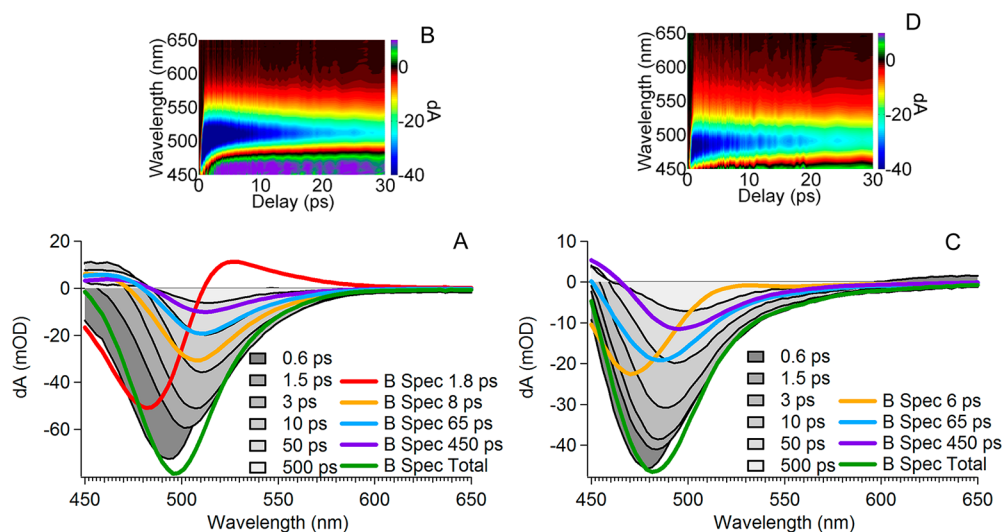 B
D
650
600
550
500
450
Wavelength (nm)
0
10
20
30
Delay (ps)
0
-20
-40
dA
650
600
550
500
450
Wavelength (nm)
0
10
20
30
Delay (ps)
0
-20
-40
dA
A
20
0
-20
-40
-60
dA (mOD)
0.6 ps
1.5 ps
3 ps
10 ps
50 ps
500 ps
B Spec 1.8 ps
B Spec 8 ps
B Spec 65 ps
B Spec 450 ps
B Spec Total
450
500
550
600
650
Wavelength (nm)
C
10
0
-10
-20
-30
-40
dA (mOD)
0.6 ps
1.5 ps
3 ps
10 ps
50 ps
500 ps
B Spec 6 ps
B Spec 65 ps
B Spec 450 ps
B Spec Total
450
500
550
600
650
Wavelength (nm)